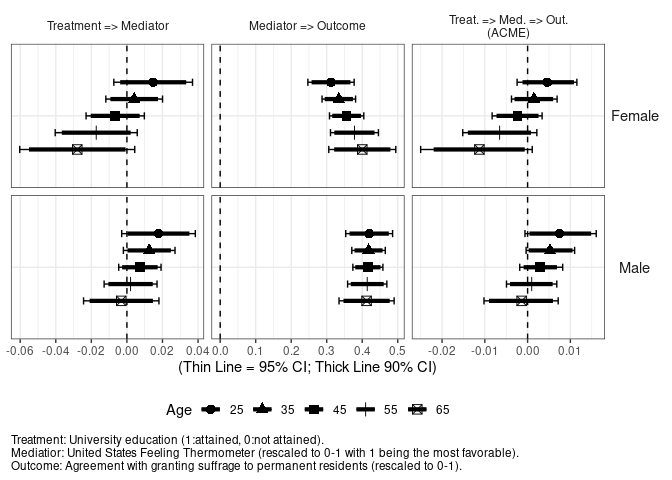 Treatment => Mediator
Mediator => Outcome
Treat. => Med. => Out.
(ACME)
Female
Male
-0.06 -0.04 -0.02 0.00 0.02 0.04
0.0 0.1 0.2 0.3 0.4 0.5
-0.02 -0.01 0.00 0.01
(Thin Line = 95% CI; Thick Line 90% CI)
Age 25 35 45 55 65
Treatment: University education (1:attained, 0:not attained).
Mediatior: United States Feeling Thermometer (rescaled to 0-1 with 1 being the most favorable).
Outcome: Agreement with granting suffrage to permanent residents (rescaled to 0-1).